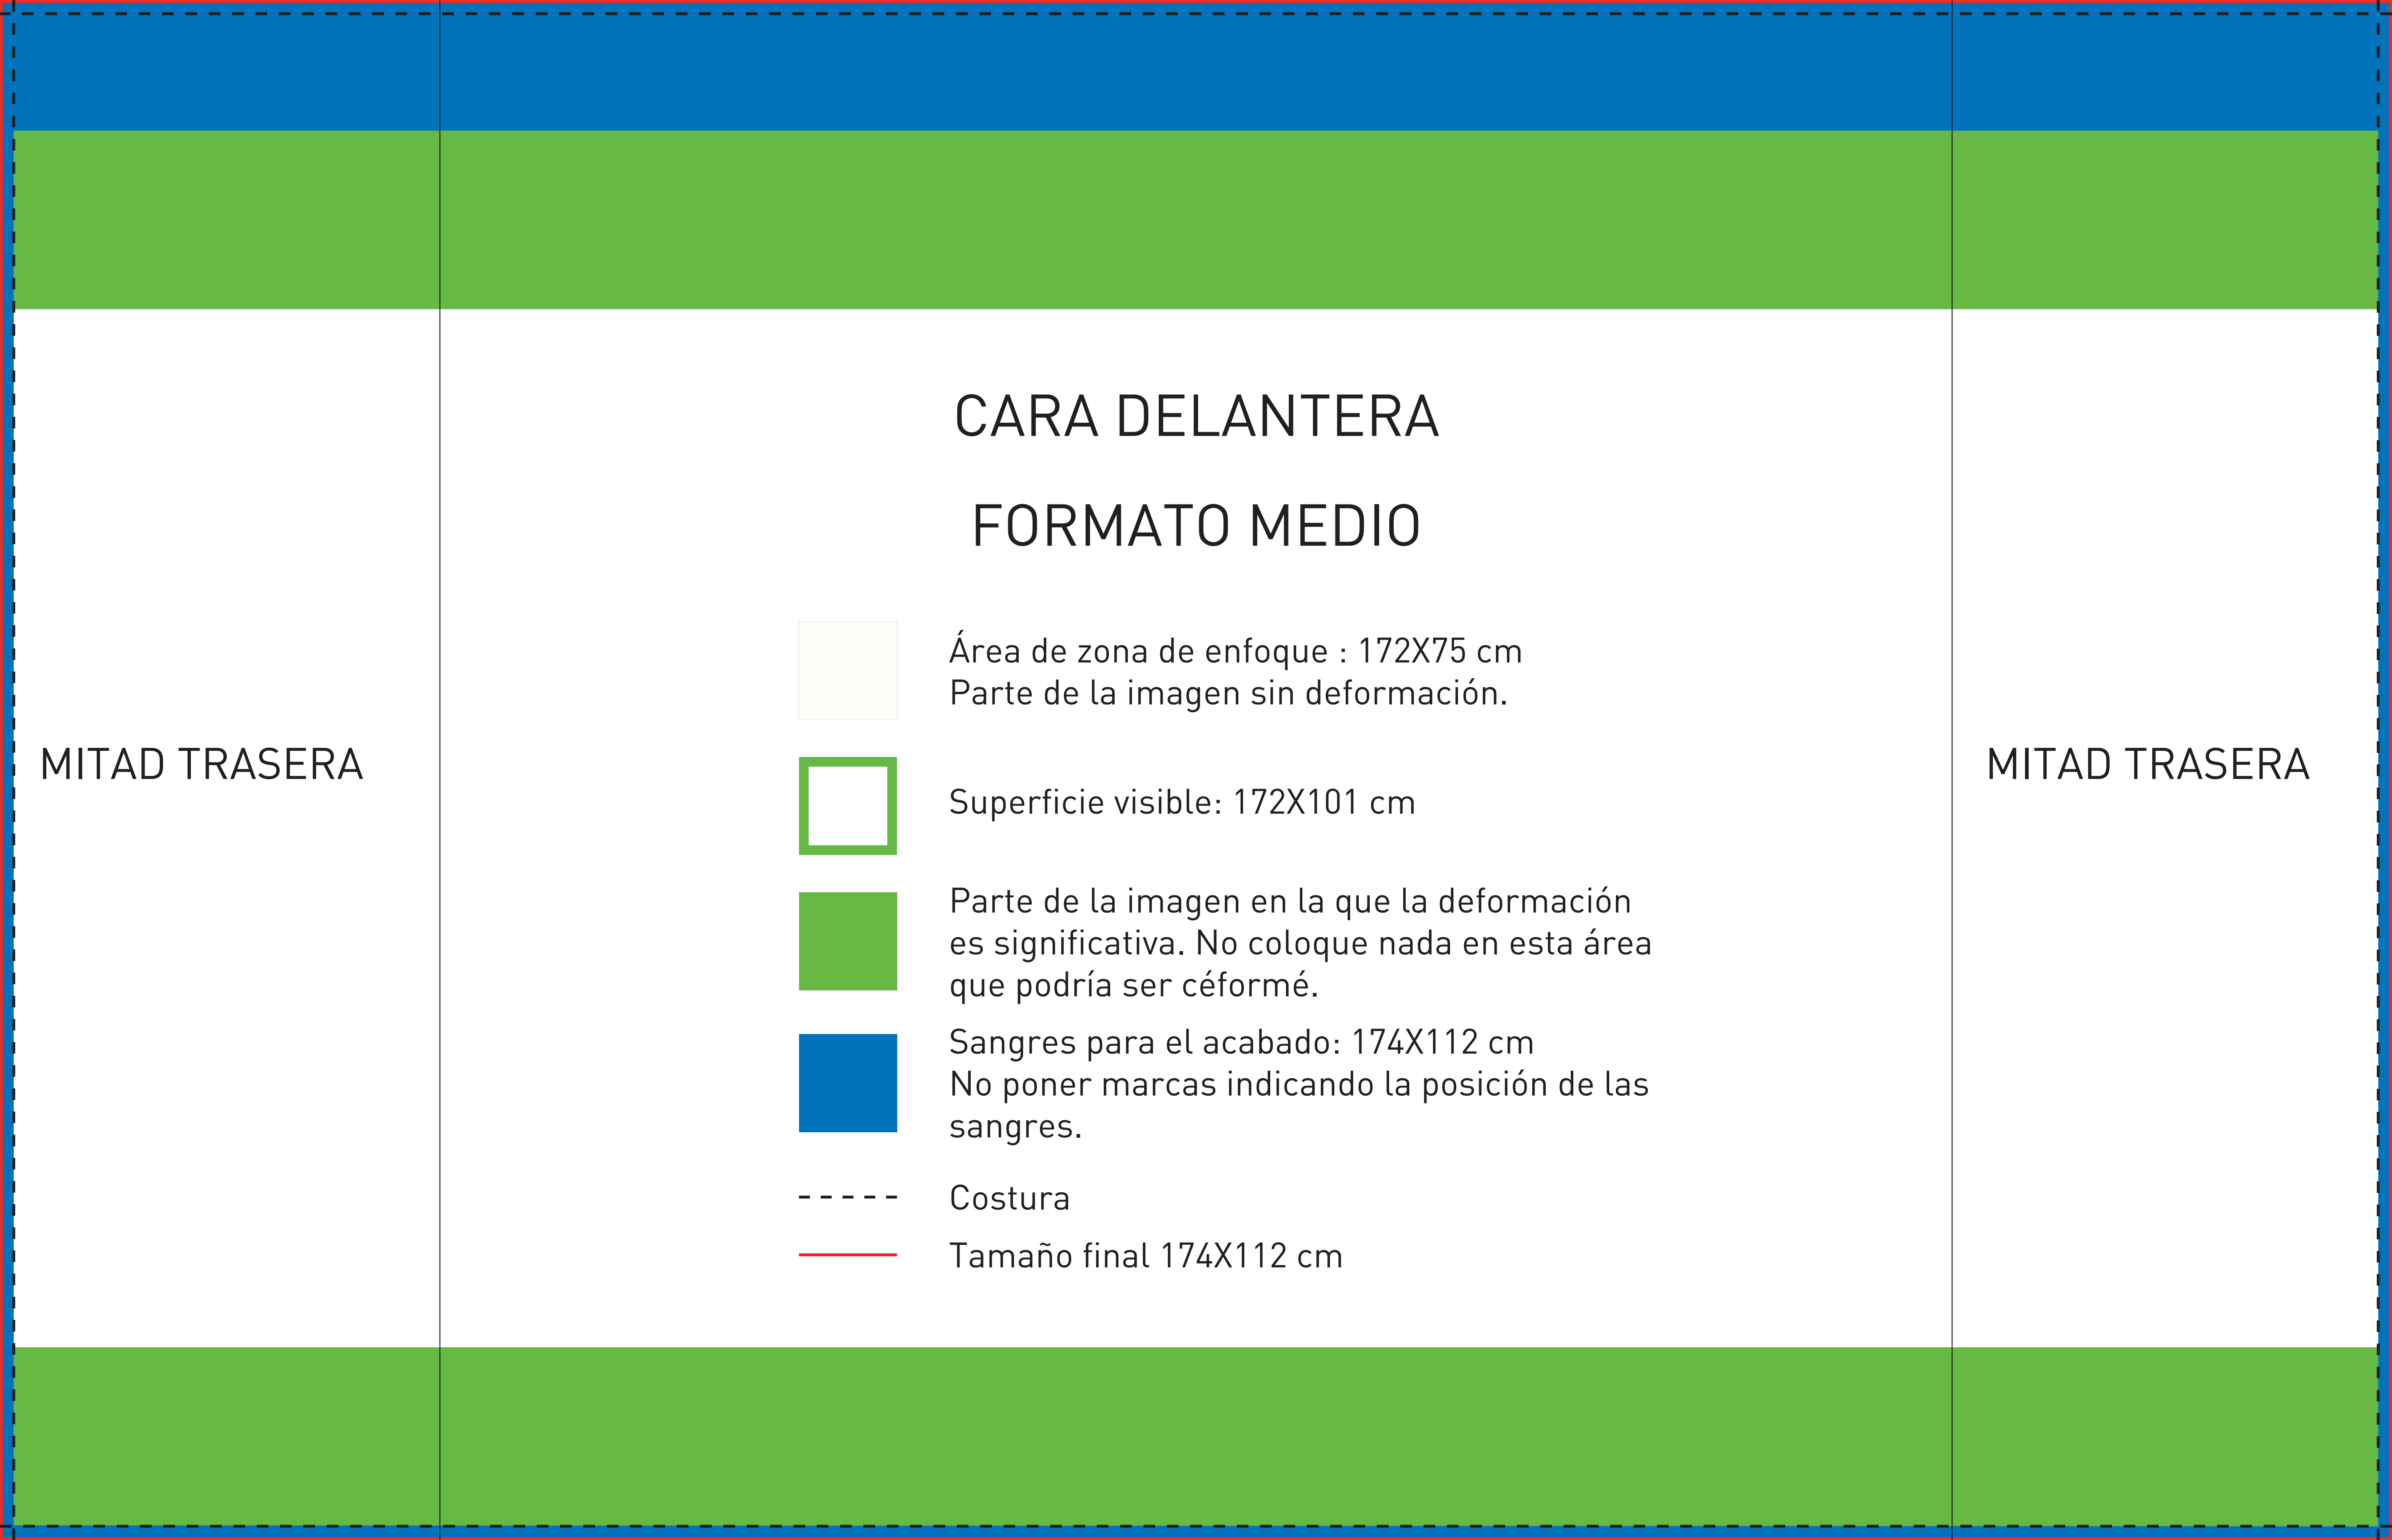 CARA DELANTERA
FORMATO MEDIO
Área de zona de enfoque : 172X75 cm
Parte de la imagen sin deformación.
MITAD TRASERA
MITAD TRASERA
Superficie visible: 172X101 cm
Parte de la imagen en la que la deformación
es significativa. No coloque nada en esta área
que podría ser céformé.
Sangres para el acabado: 174X112 cm
No poner marcas indicando la posición de las
sangres.
Costura
Tamaño final 174X112 cm